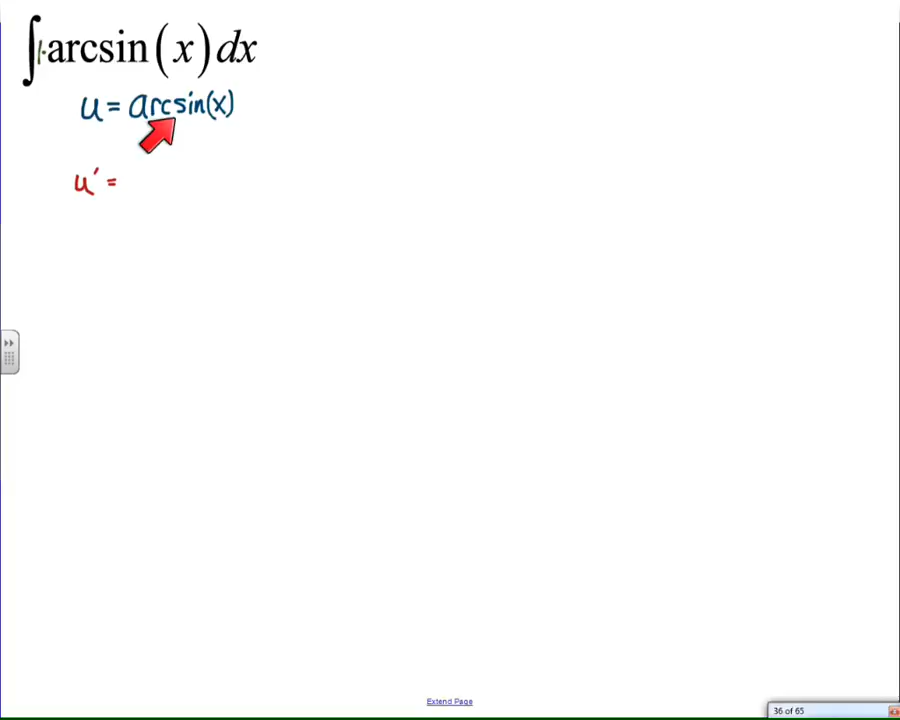 ∫1·arcsin(x)dx
u = arcsin(x)
u' =
Extend Page
36 of 65